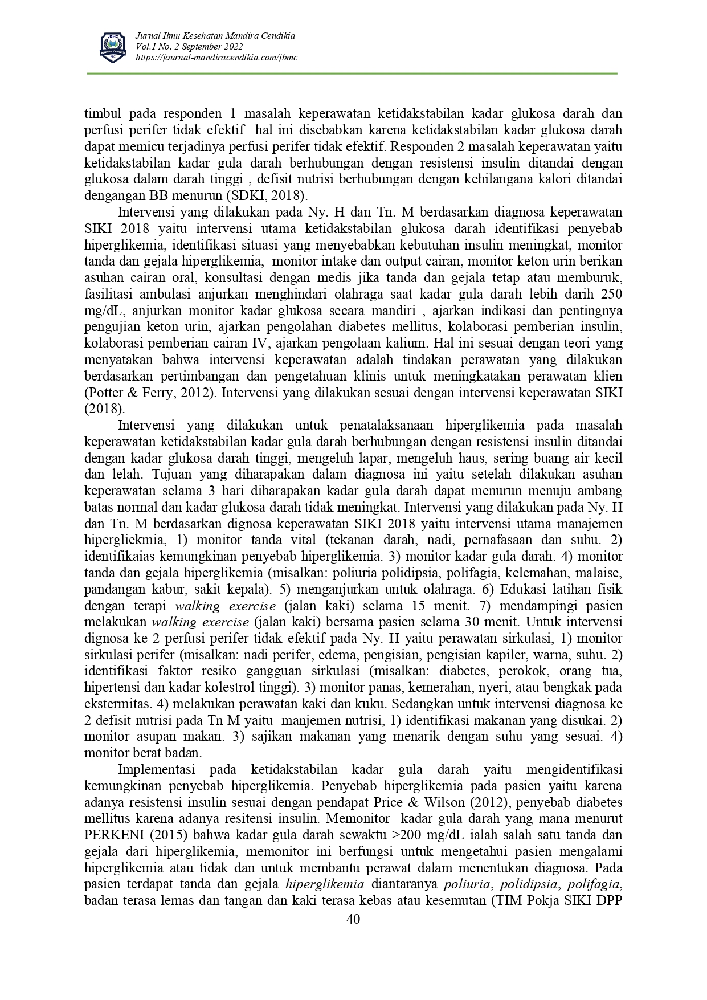 JBMC
Mandira Cendikia
MC
Jurnal Ilmu Kesehatan Mandira Cendikia
Vol.1 No. 2 September 2022
https://journal-mandiracendikia.com/jbmc
timbul pada responden 1 masalah keperawatan ketidakstabilan kadar glukosa darah dan
perfusi perifer tidak efektif  hal ini disebabkan karena ketidakstabilan kadar glukosa darah
dapat memicu terjadinya perfusi perifer tidak efektif. Responden 2 masalah keperawatan yaitu
ketidakstabilan kadar gula darah berhubungan dengan resistensi insulin ditandai dengan
glukosa dalam darah tinggi , defisit nutrisi berhubungan dengan kehilangana kalori ditandai
dengangan BB menurun (SDKI, 2018).
Intervensi yang dilakukan pada Ny. H dan Tn. M berdasarkan diagnosa keperawatan
SIKI 2018 yaitu intervensi utama ketidakstabilan glukosa darah identifikasi penyebab
hiperglikemia, identifikasi situasi yang menyebabkan kebutuhan insulin meningkat, monitor
tanda dan gejala hiperglikemia,  monitor intake dan output cairan, monitor keton urin berikan
asuhan cairan oral, konsultasi dengan medis jika tanda dan gejala tetap atau memburuk,
fasilitasi ambulasi anjurkan menghindari olahraga saat kadar gula darah lebih darih 250
mg/dL, anjurkan monitor kadar glukosa secara mandiri , ajarkan indikasi dan pentingnya
pengujian keton urin, ajarkan pengolahan diabetes mellitus, kolaborasi pemberian insulin,
kolaborasi pemberian cairan IV, ajarkan pengolaan kalium. Hal ini sesuai dengan teori yang
menyatakan bahwa intervensi keperawatan adalah tindakan perawatan yang dilakukan
berdasarkan pertimbangan dan pengetahuan klinis untuk meningkatakan perawatan klien
(Potter & Ferry, 2012). Intervensi yang dilakukan sesuai dengan intervensi keperawatan SIKI
(2018).
Intervensi yang dilakukan untuk penatalaksanaan hiperglikemia pada masalah
keperawatan ketidakstabilan kadar gula darah berhubungan dengan resistensi insulin ditandai
dengan kadar glukosa darah tinggi, mengeluh lapar, mengeluh haus, sering buang air kecil
dan lelah. Tujuan yang diharapakan dalam diagnosa ini yaitu setelah dilakukan asuhan
keperawatan selama 3 hari diharapakan kadar gula darah dapat menurun menuju ambang
batas normal dan kadar glukosa darah tidak meningkat. Intervensi yang dilakukan pada Ny. H
dan Tn. M berdasarkan dignosa keperawatan SIKI 2018 yaitu intervensi utama manajemen
hipergliekmia, 1) monitor tanda vital (tekanan darah, nadi, pernafasaan dan suhu. 2)
identifikaias kemungkinan penyebab hiperglikemia. 3) monitor kadar gula darah. 4) monitor
tanda dan gejala hiperglikemia (misalkan: poliuria polidipsia, polifagia, kelemahan, malaise,
pandangan kabur, sakit kepala). 5) menganjurkan untuk olahraga. 6) Edukasi latihan fisik
dengan terapi walking exercise (jalan kaki) selama 15 menit. 7) mendampingi pasien
melakukan walking exercise (jalan kaki) bersama pasien selama 30 menit. Untuk intervensi
dignosa ke 2 perfusi perifer tidak efektif pada Ny. H yaitu perawatan sirkulasi, 1) monitor
sirkulasi perifer (misalkan: nadi perifer, edema, pengisian, pengisian kapiler, warna, suhu. 2)
identifikasi faktor resiko gangguan sirkulasi (misalkan: diabetes, perokok, orang tua,
hipertensi dan kadar kolestrol tinggi). 3) monitor panas, kemerahan, nyeri, atau bengkak pada
ekstermitas. 4) melakukan perawatan kaki dan kuku. Sedangkan untuk intervensi diagnosa ke
2 defisit nutrisi pada Tn M yaitu  manjemen nutrisi, 1) identifikasi makanan yang disukai. 2)
monitor asupan makan. 3) sajikan makanan yang menarik dengan suhu yang sesuai. 4)
monitor berat badan.
Implementasi pada ketidakstabilan kadar gula darah yaitu mengidentifikasi
kemungkinan penyebab hiperglikemia. Penyebab hiperglikemia pada pasien yaitu karena
adanya resistensi insulin sesuai dengan pendapat Price & Wilson (2012), penyebab diabetes
mellitus karena adanya resitensi insulin. Memonitor  kadar gula darah yang mana menurut
PERKENI (2015) bahwa kadar gula darah sewaktu >200 mg/dL ialah salah satu tanda dan
gejala dari hiperglikemia, memonitor ini berfungsi untuk mengetahui pasien mengalami
hiperglikemia atau tidak dan untuk membantu perawat dalam menentukan diagnosa. Pada
pasien terdapat tanda dan gejala hiperglikemia diantaranya poliuria, polidipsia, polifagia,
badan terasa lemas dan tangan dan kaki terasa kebas atau kesemutan (TIM Pokja SIKI DPP
40